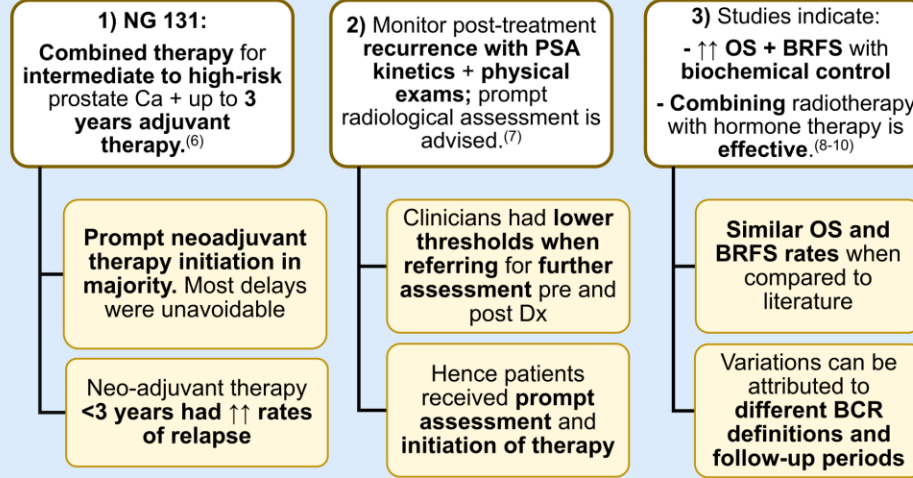 1) NG 131:
Combined therapy for
intermediate to high-risk
prostate Ca + up to 3
years adjuvant
therapy.(6)
Prompt neoadjuvant
therapy initiation in
majority. Most delays
were unavoidable
Neo-adjuvant therapy
<3 years had ↑↑ rates
of relapse
2) Monitor post-treatment
recurrence with PSA
kinetics + physical
exams; prompt
radiological assessment is
advised.(7)
Clinicians had lower
thresholds when
referring for further
assessment pre and
post Dx
Hence patients
received prompt
assessment and
initiation of therapy
3) Studies indicate:
- ↑↑ OS + BRFS with
biochemical control
- Combining radiotherapy
with hormone therapy is
effective.(8-10)
Similar OS and
BRFS rates when
compared to
literature
Variations can be
attributed to
different BCR
definitions and
follow-up periods